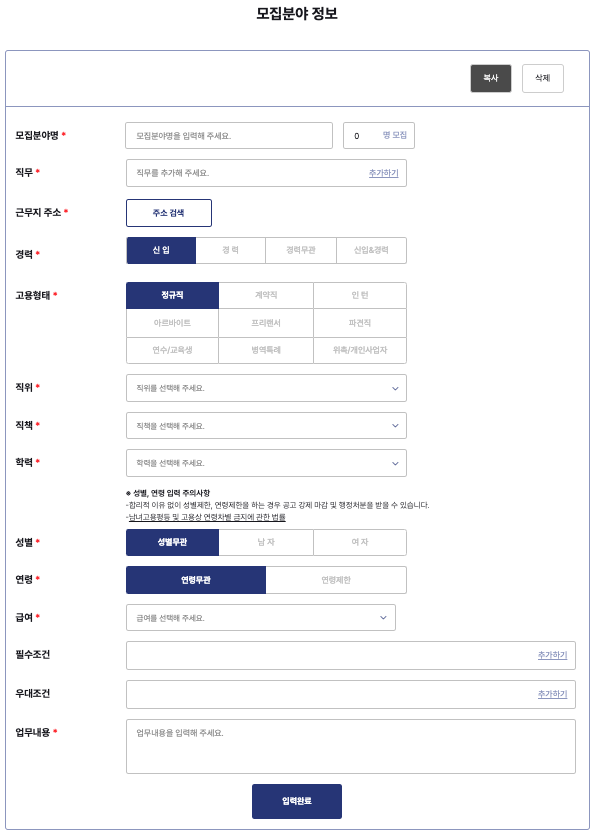 모집분야 정보
복사 삭제
모집분야명 * 모집분야명을 입력해 주세요. 0 명 모집
직무 * 직무를 추가해 주세요. 추가하기
근무지 주소 * 주소 검색
경력 * 신 입 경 력 경력무관 신입&경력
고용형태 * 정규직 계약직 인 턴
아르바이트 프리랜서 파견직
연수/교육생 병역특례 위촉/개인사업자
직위 * 직위를 선택해 주세요.
직책 * 직책을 선택해 주세요.
학력 * 학력을 선택해 주세요.
※ 성별, 연령 입력 주의사항
-합리적 이유 없이 성별제한, 연령제한을 하는 경우 공고 강제 마감 및 행정처분을 받을 수 있습니다.
-남녀고용평등 및 고용상 연령차별 금지에 관한 법률
성별 * 성별무관 남 자 여 자
연령 * 연령무관 연령제한
급여 * 급여를 선택해 주세요.
필수조건 추가하기
우대조건 추가하기
업무내용 * 업무내용을 입력해 주세요.
입력완료